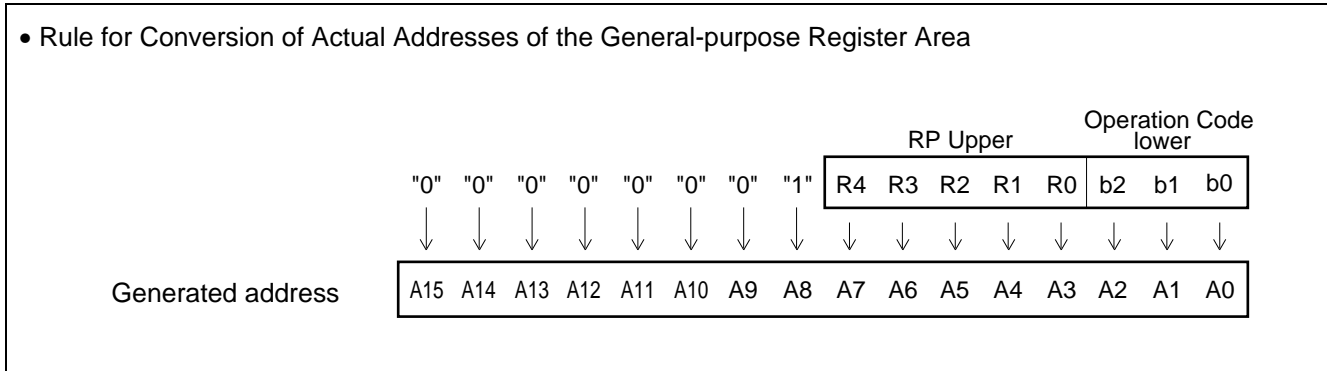 • Rule for Conversion of Actual Addresses of the General-purpose Register Area
Operation Code
RP Upper lower
"0" "0" "0" "0" "0" "0" "0" "1" R4 R3 R2 R1 R0 b2 b1 b0
Generated address A15 A14 A13 A12 A11 A10 A9 A8 A7 A6 A5 A4 A3 A2 A1 A0